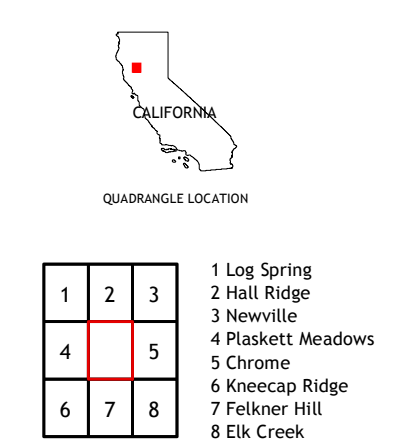 CALIFORNIA
QUADRANGLE LOCATION
1 2 3
4 5
6 7 8
1 Log Spring
2 Hall Ridge
3 Newville
4 Plaskett Meadows
5 Chrome
6 Kneecap Ridge
7 Felkner Hill
8 Elk Creek